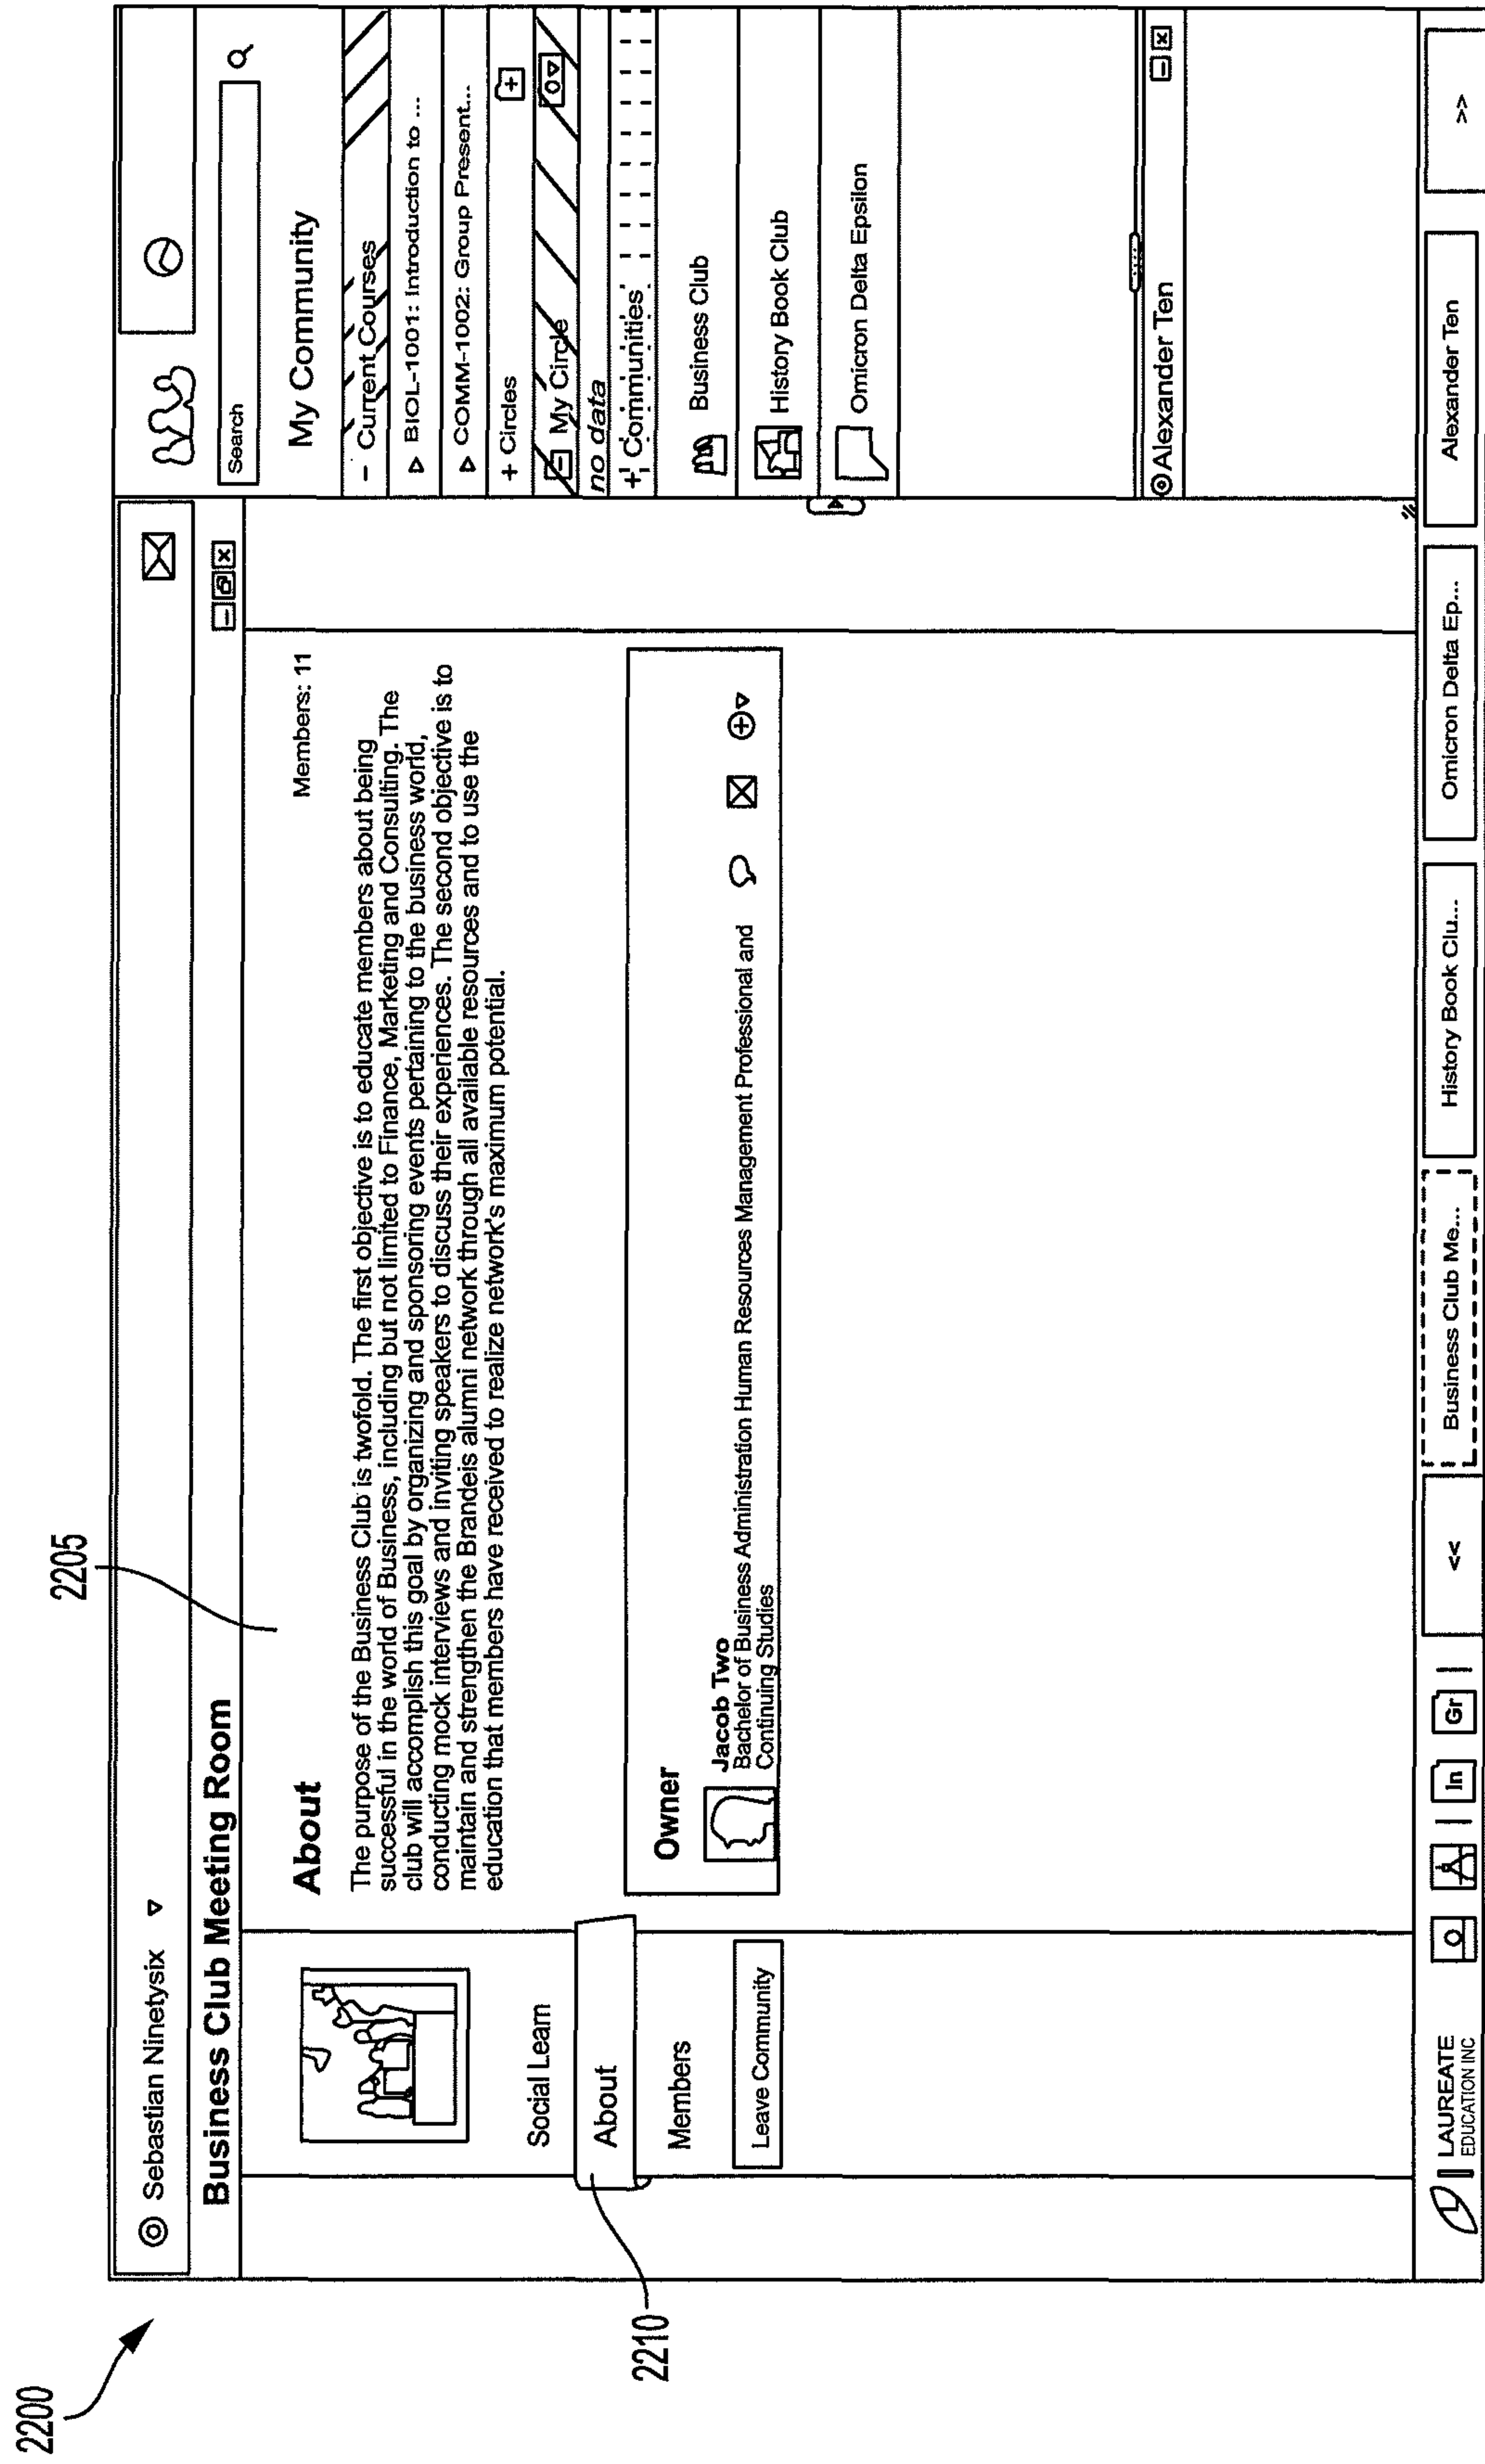 2200
2205
2210
Sebastian Ninetysix
Business Club Meeting Room
Social Learn
About
Members
Leave Community
About
Members: 11
The purpose of the Business Club is twofold. The first objective is to educate members about being
successful in the world of Business, including but not limited to Finance, Marketing and Consulting. The
club will accomplish this goal by organizing and sponsoring events pertaining to the business world,
conducting mock interviews and inviting speakers to discuss their experiences. The second objective is to
maintain and strengthen the Brandeis alumni network through all available resources and to use the
education that members have received to realize network's maximum potential.
Owner
Jacob Two
Bachelor of Business Administration Human Resources Management Professional and
Continuing Studies
Search
My Community
- Current Courses
BIOL-1001: Introduction to ...
COMM-1002: Group Present...
+ Circles
My Circle
no data
+ Communities
Business Club
History Book Club
Omicron Delta Epsilon
Alexander Ten
LAUREATE
EDUCATION INC
In
Gr
<<
Business Club Me...
History Book Clu...
Omicron Delta Ep...
Alexander Ten
>>